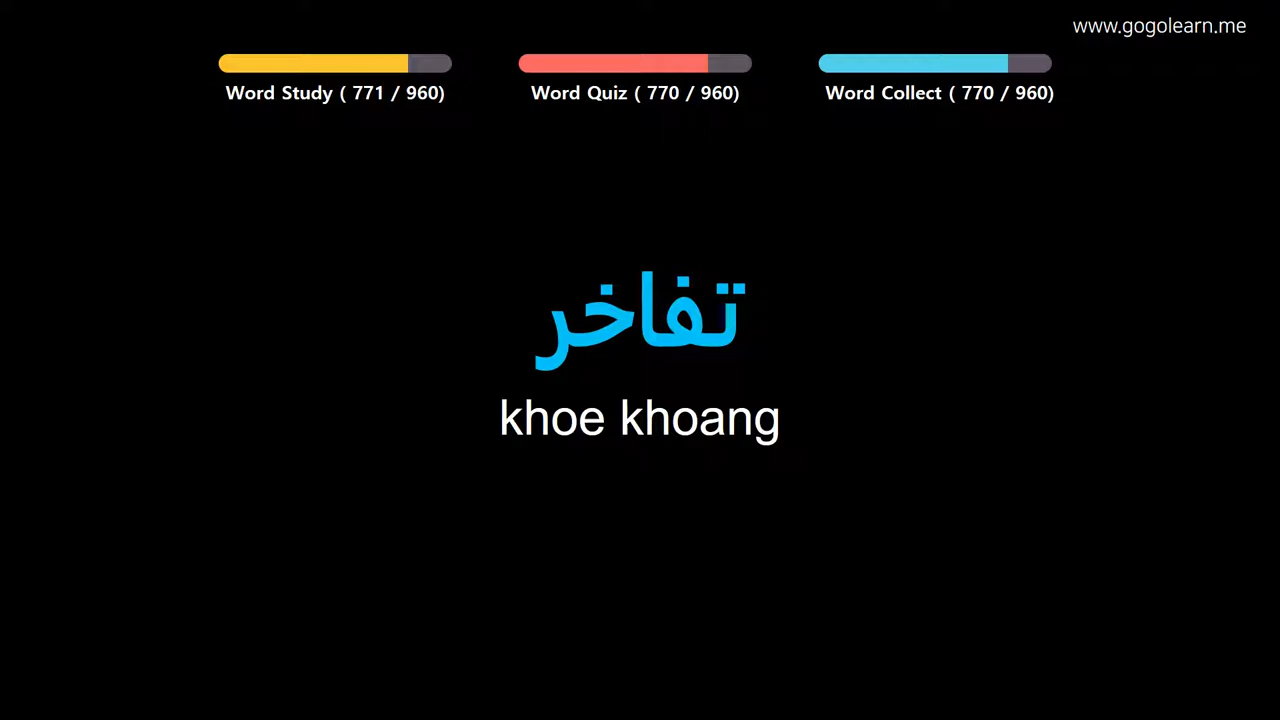 www.gogolearn.me
Word Study ( 771 / 960)
Word Quiz ( 770 / 960)
Word Collect ( 770 / 960)
تفاخر
khoe khoang